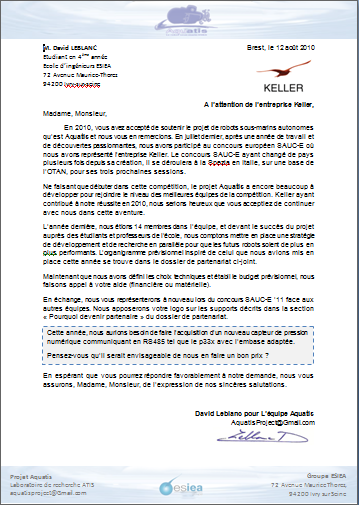 Aquatis
esiea
M. David LEBLANC
Brest, le 12 août 2010
Etudiant en 4ème année
Ecole d'ingénieurs ESIEA
72 Avenue Maurice-Thorez
94200 Ivry-sur-Seine
KELLER
A l'attention de l'entreprise Keller,
Madame, Monsieur,
En 2010, vous avez accepté de soutenir le projet de robots sous-marins autonomes
qu'est Aquatis et nous vous en remercions. En juillet dernier, après une année de travail et
de découvertes passionnantes, nous avons participé au concours européen SAUC-E où
nous avons représenté l'entreprise Keller. Le concours SAUC-E ayant changé de pays
plusieurs fois depuis sa création, il se déroulera à la Spezia en Italie, sur une base de
l'OTAN, pour ses trois prochaines sessions.
Ne faisant que débuter dans cette compétition, le projet Aquatis a encore beaucoup à
développer pour rejoindre le niveau des meilleures équipes de la compétition. Keller ayant
contribué à notre réussite en 2010, nous serions heureux que vous acceptiez de continuer
avec nous dans cette aventure.
L'année dernière, nous étions 14 membres dans l'équipe, et devant le succès du projet
auprès des étudiants et professeurs de l'école, nous comptons mettre en place une stratégie
de développement et de recherche en parallèle pour que les futurs robots soient de plus en
plus performants. L'organigramme prévisionnel inspiré de celui que nous avions mis en
place cette année se trouve dans le dossier de partenariat ci-joint.
Maintenant que nous avons défini les choix techniques et établi le budget prévisionnel, nous
faisons appel à votre aide (financière ou matérielle).
En échange, nous vous représenterons à nouveau lors du concours SAUC-E '11 face aux
autres équipes. Nous apposerons votre logo sur les supports décrits dans la section
« Pourquoi devenir partenaire » du dossier de partenariat.
Cette année, nous aurions besoin de faire l'acquisition d'un nouveau capteur de pression
numérique communiquant en RS485 tel que le p33x avec l'embase adaptée.
Pensez-vous qu'il serait envisageable de nous en faire un bon prix ?
En espérant que vous pourrez répondre favorablement à notre demande, nous vous
assurons, Madame, Monsieur, de l'expression de nos sincères salutations.
David Leblanc pour L'équipe Aquatis
AquatisProject@Gmail.com
Leblanc D
Projet Aquatis
Laboratoire de recherche ATIS
aquatisproject@Gmail.com
esiea
Groupe ESIEA
72 Avenue Maurice-Thorez,
94200 Ivry sur Seine